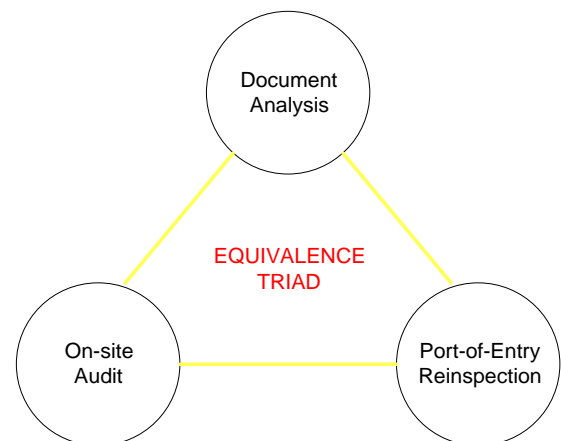 Document
Analysis
EQUIVALENCE
TRIAD
On-site
Audit
Port-of-Entry
Reinspection